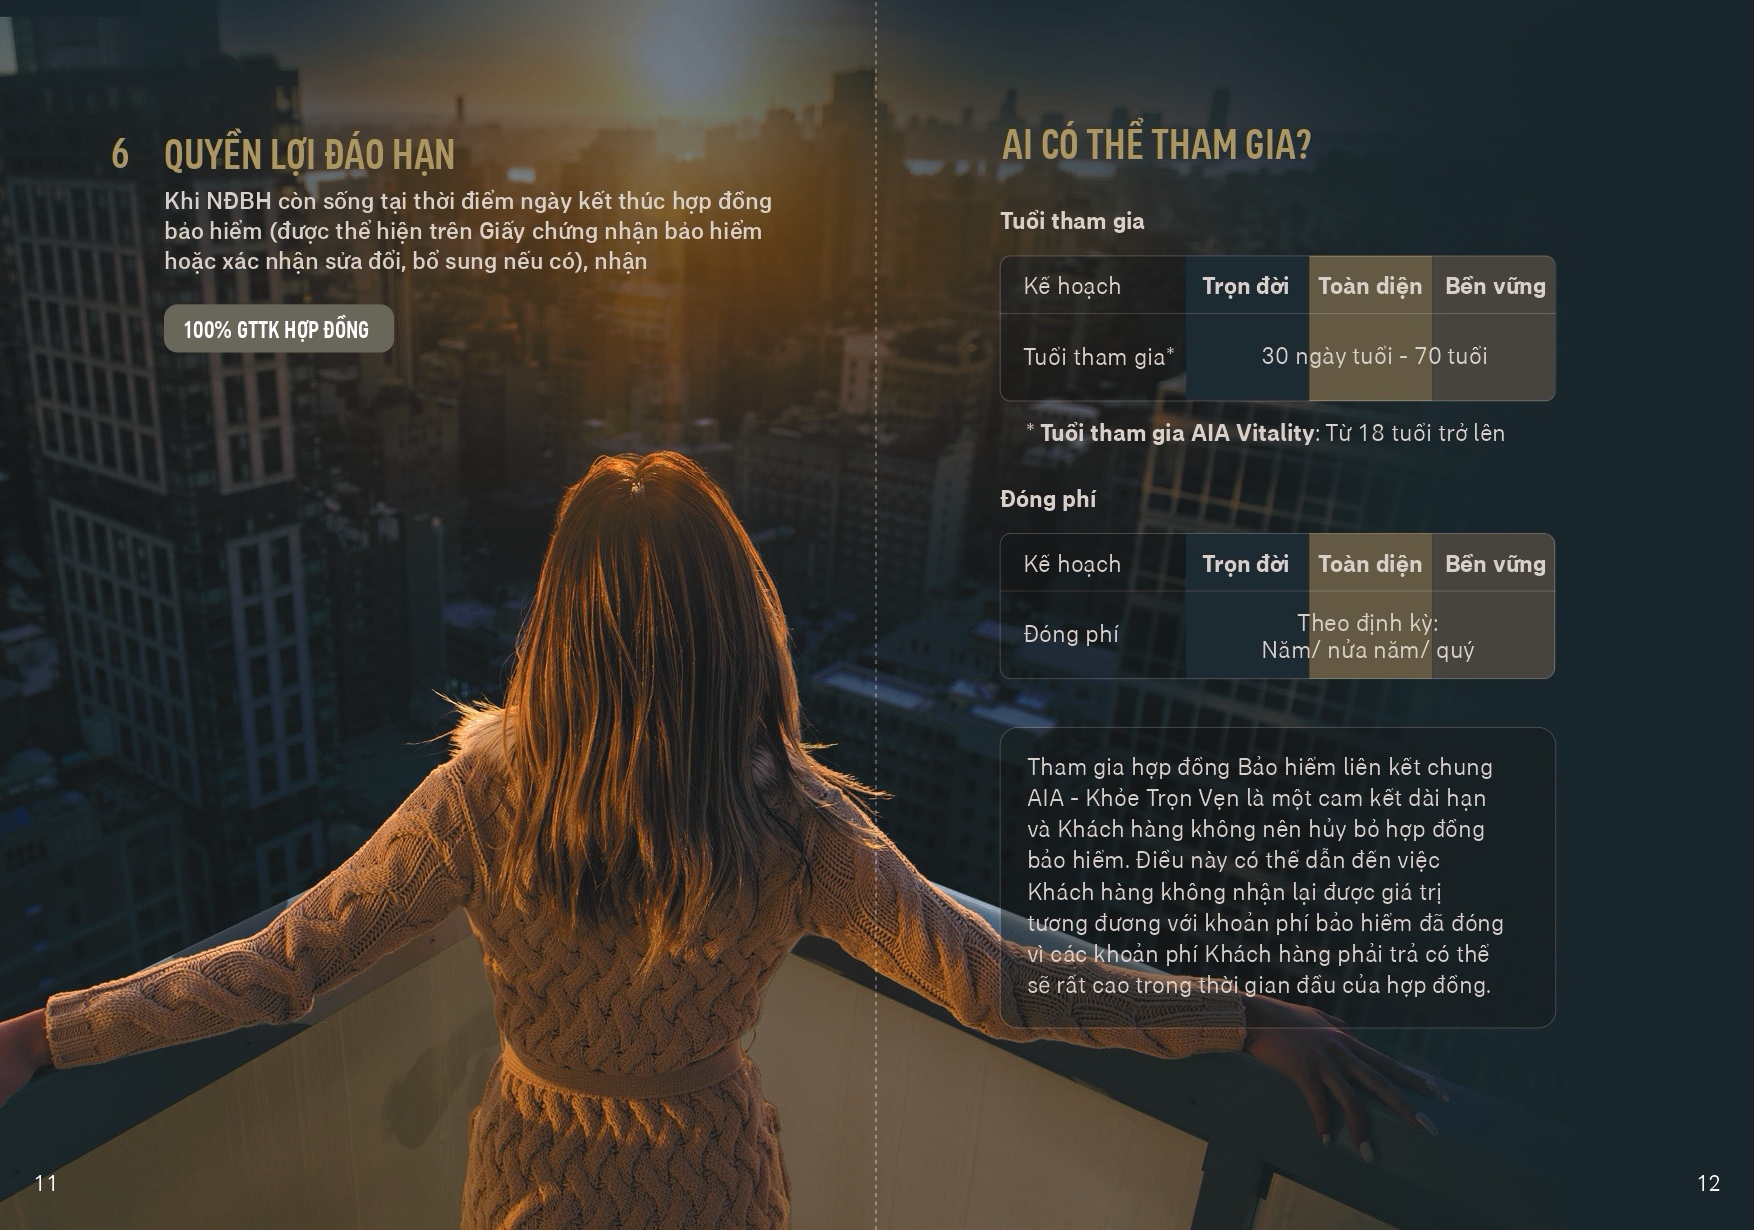 6 QUYỀN LỢI ĐÁO HẠN
Khi NĐBH còn sống tại thời điểm ngày kết thúc hợp đồng
bảo hiểm (được thể hiện trên Giấy chứng nhận bảo hiểm
hoặc xác nhận sửa đổi, bổ sung nếu có), nhận
100% GTTK HỢP ĐỒNG
11
AI CÓ THỂ THAM GIA?
Tuổi tham gia
Kế hoạch Trọn đời Toàn diện Bền vững
Tuổi tham gia* 30 ngày tuổi - 70 tuổi
* Tuổi tham gia AIA Vitality: Từ 18 tuổi trở lên
Đóng phí
Kế hoạch Trọn đời Toàn diện Bền vững
Đóng phí Theo định kỳ:
Năm/ nửa năm/ quý
Tham gia hợp đồng Bảo hiểm liên kết chung
AIA - Khỏe Trọn Vẹn là một cam kết dài hạn
và Khách hàng không nên hủy bỏ hợp đồng
bảo hiểm. Điều này có thể dẫn đến việc
Khách hàng không nhận lại được giá trị
tương đương với khoản phí bảo hiểm đã đóng
vì các khoản phí Khách hàng phải trả có thể
sẽ rất cao trong thời gian đầu của hợp đồng.
12